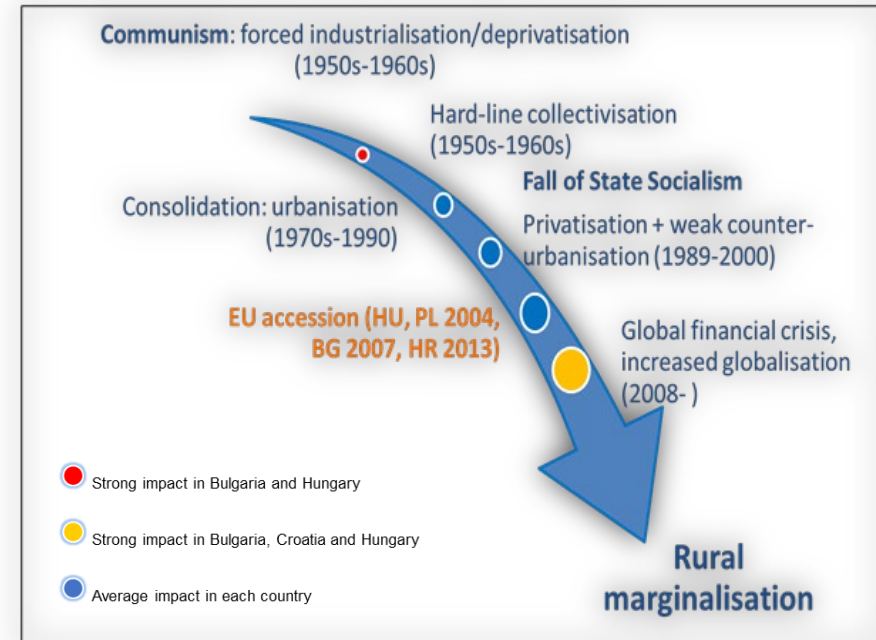 Communism: forced industrialisation/deprivatisation
(1950s-1960s)
Hard-line collectivisation
(1950s-1960s)
Fall of State Socialism
Consolidation: urbanisation
(1970s-1990)
Privatisation + weak counter-
urbanisation (1989-2000)
EU accession (HU, PL 2004,
BG 2007, HR 2013)
Global financial crisis,
increased globalisation
(2008- )
Strong impact in Bulgaria and Hungary
Strong impact in Bulgaria, Croatia and Hungary
Average impact in each country
Rural
marginalisation